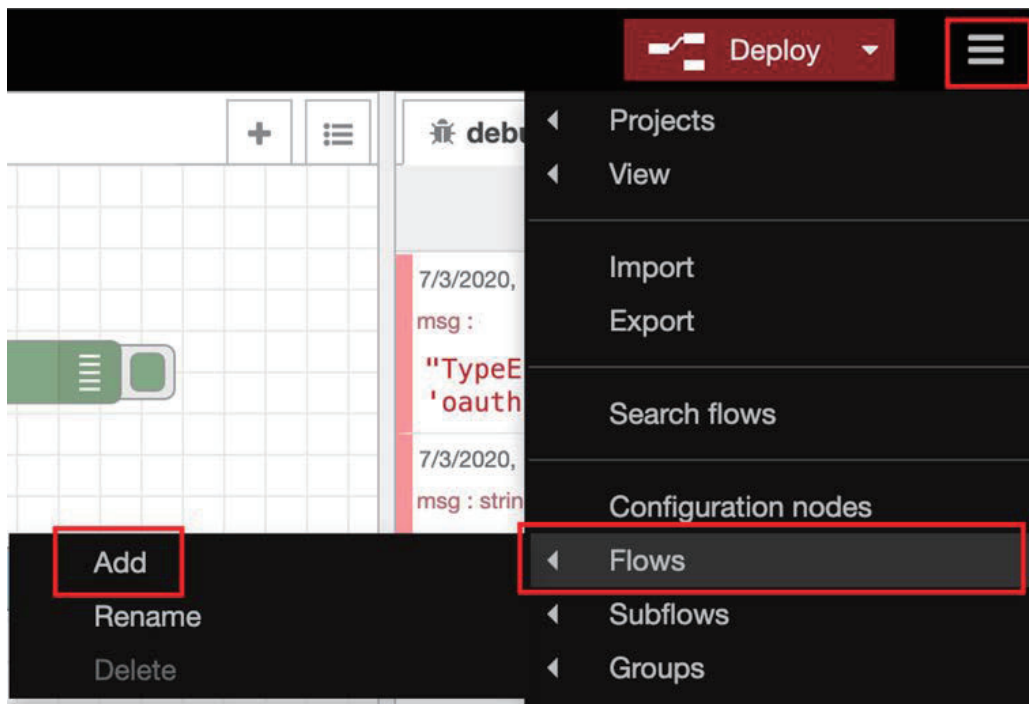 Deploy
debu
Projects
View
7/3/2020,
msg :
"TypeE
'oauth
Import
Export
Search flows
7/3/2020,
msg : strin
Configuration nodes
Flows
Subflows
Groups
Add
Rename
Delete